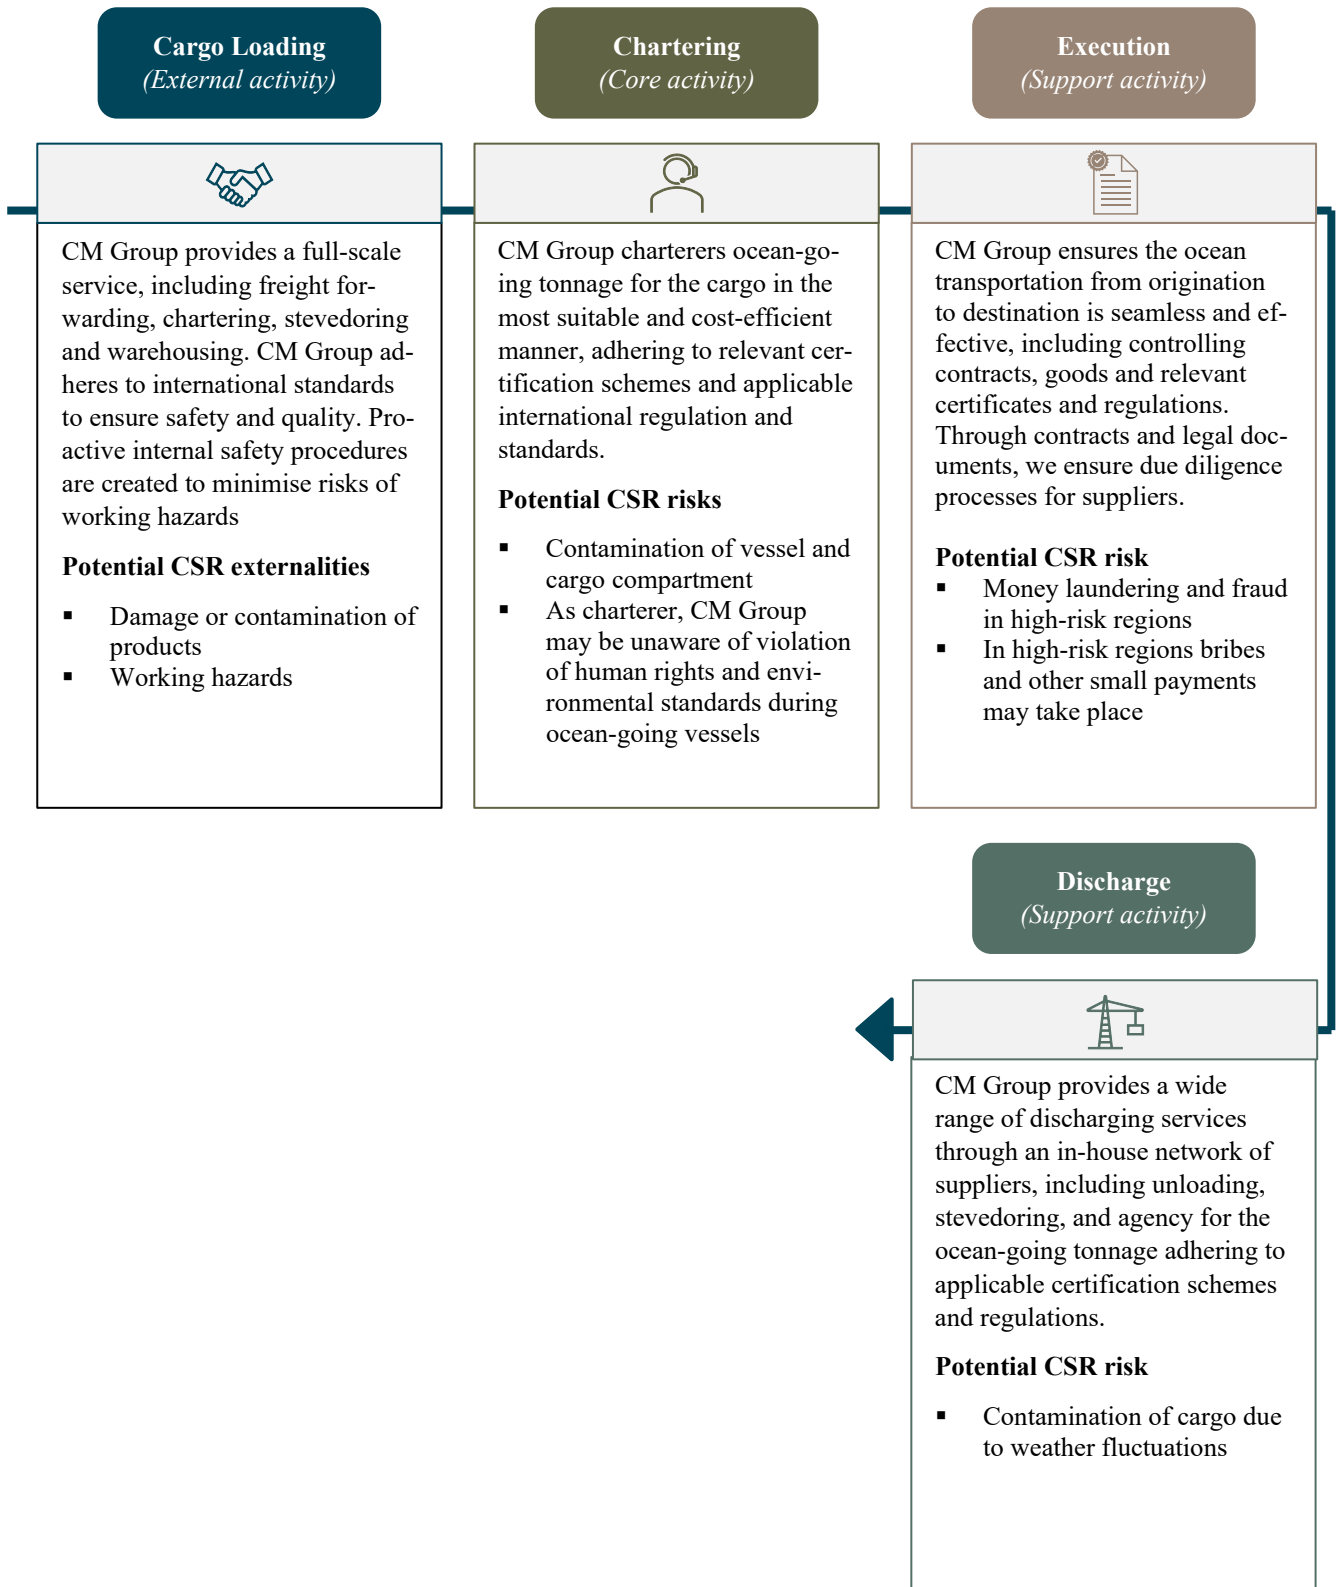 Cargo Loading
(External activity)
CM Group provides a full-scale
service, including freight for-
warding, chartering, stevedoring
and warehousing. CM Group ad-
heres to international standards
to ensure safety and quality. Pro-
active internal safety procedures
are created to minimise risks of
working hazards
Potential CSR externalities
▪ Damage or contamination of
products
▪ Working hazards
Chartering
(Core activity)
CM Group charterers ocean-go-
ing tonnage for the cargo in the
most suitable and cost-efficient
manner, adhering to relevant cer-
tification schemes and applicable
international regulation and
standards.
Potential CSR risks
▪ Contamination of vessel and
cargo compartment
▪ As charterer, CM Group
may be unaware of violation
of human rights and envi-
ronmental standards during
ocean-going vessels
Execution
(Support activity)
CM Group ensures the ocean
transportation from origination
to destination is seamless and ef-
fective, including controlling
contracts, goods and relevant
certificates and regulations.
Through contracts and legal doc-
uments, we ensure due diligence
processes for suppliers.
Potential CSR risk
▪ Money laundering and fraud
in high-risk regions
▪ In high-risk regions bribes
and other small payments
may take place
Discharge
(Support activity)
CM Group provides a wide
range of discharging services
through an in-house network of
suppliers, including unloading,
stevedoring, and agency for the
ocean-going tonnage adhering to
applicable certification schemes
and regulations.
Potential CSR risk
▪ Contamination of cargo due
to weather fluctuations